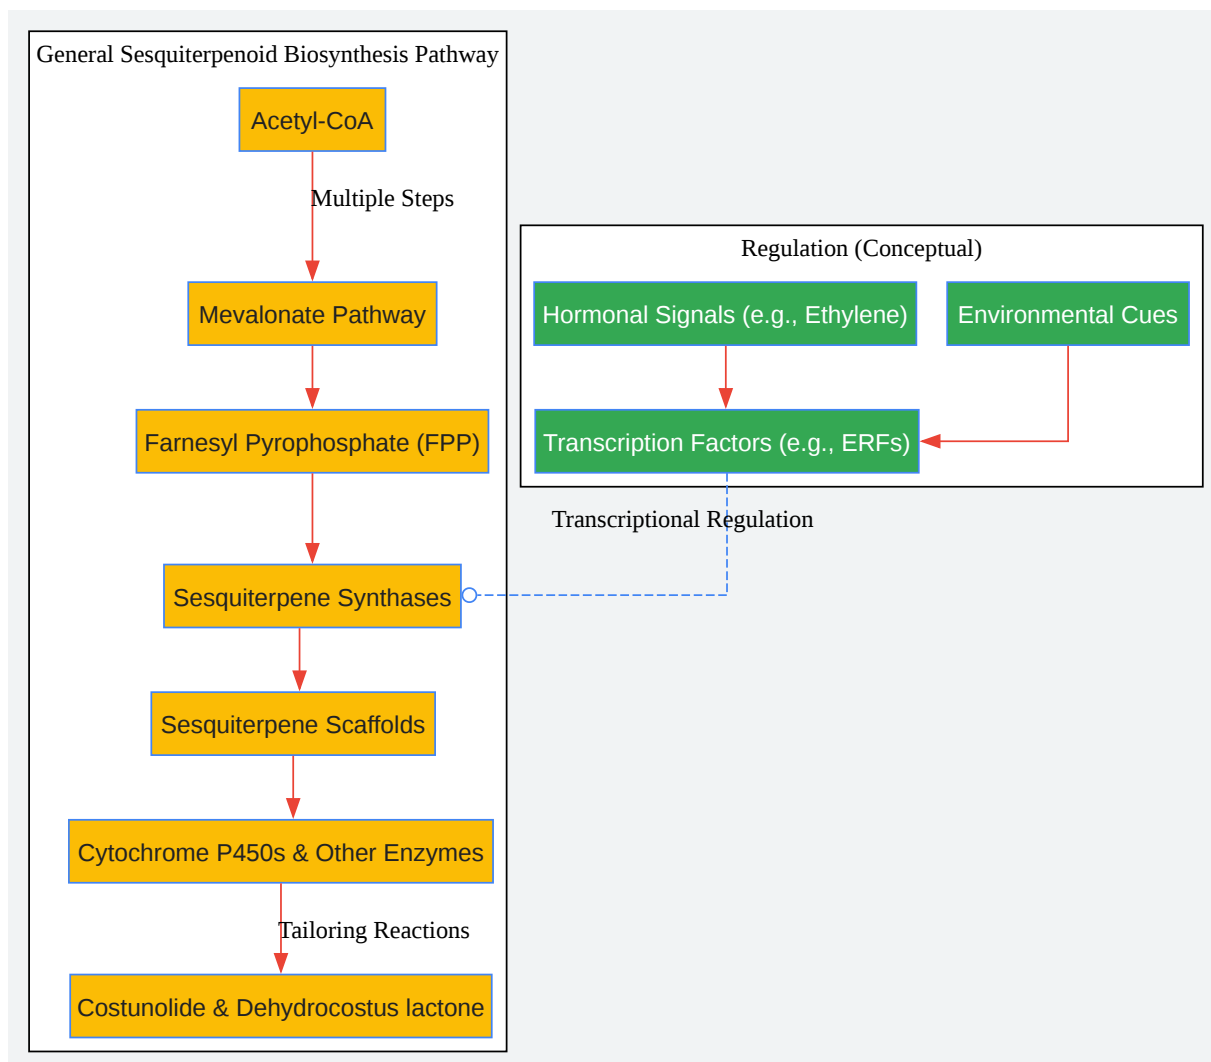 General Sesquiterpenoid Biosynthesis Pathway
Acetyl-CoA
Multiple Steps
Mevalonate Pathway
Farnesyl Pyrophosphate (FPP)
Sesquiterpene Synthases
Sesquiterpene Scaffolds
Cytochrome P450s & Other Enzymes
Tailoring Reactions
Costunolide & Dehydrocostus lactone
Regulation (Conceptual)
Hormonal Signals (e.g., Ethylene)
Environmental Cues
Transcription Factors (e.g., ERFs)
Transcriptional Regulation